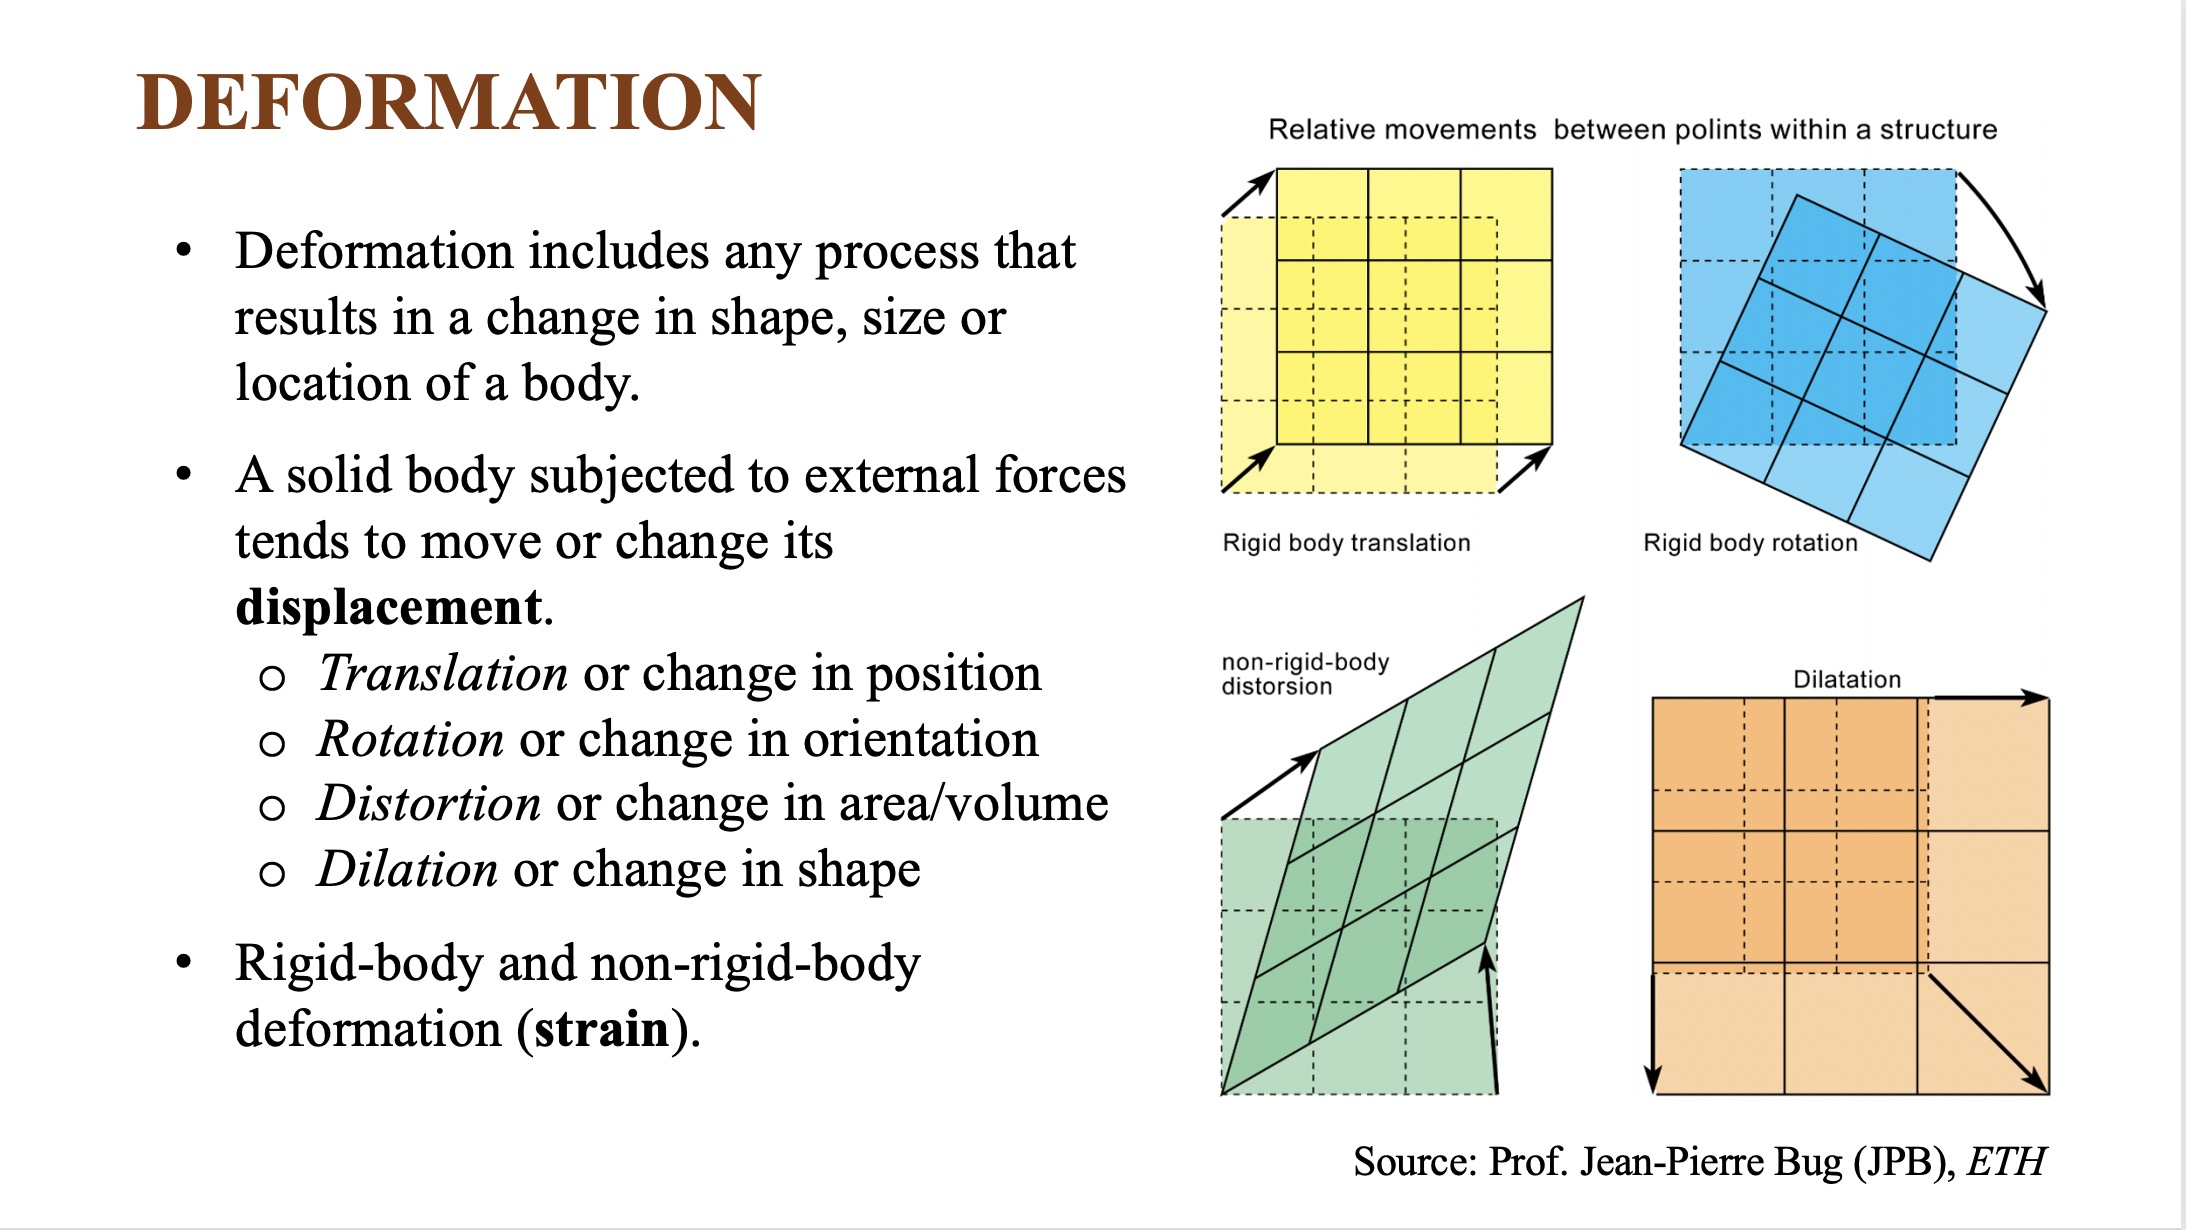 DEFORMATION
• Deformation includes any process that
results in a change in shape, size or
location of a body.
• A solid body subjected to external forces
tends to move or change its
displacement.
o Translation or change in position
o Rotation or change in orientation
o Distortion or change in area/volume
o Dilation or change in shape
• Rigid-body and non-rigid-body
deformation (strain).
Relative movements between polints within a structure
Rigid body translation
Rigid body rotation
non-rigid-body
distorsion
Dilatation
Source: Prof. Jean-Pierre Bug (JPB), ETH